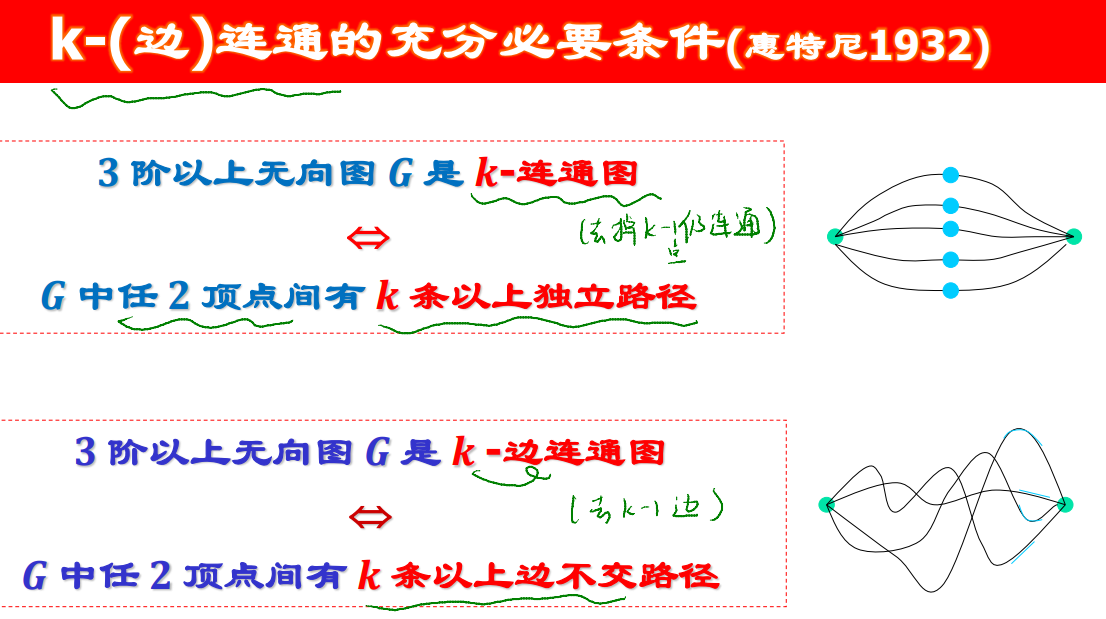 k-(边)连通的充分必要条件(惠特尼1932)
3 阶以上无向图 G 是 k-连通图
(去掉k-1仍连通)
点
⇔
G 中任 2 顶点间有 k 条以上独立路径
3 阶以上无向图 G 是 k -边连通图
(去k-1边)
⇔
G 中任 2 顶点间有 k 条以上边不交路径